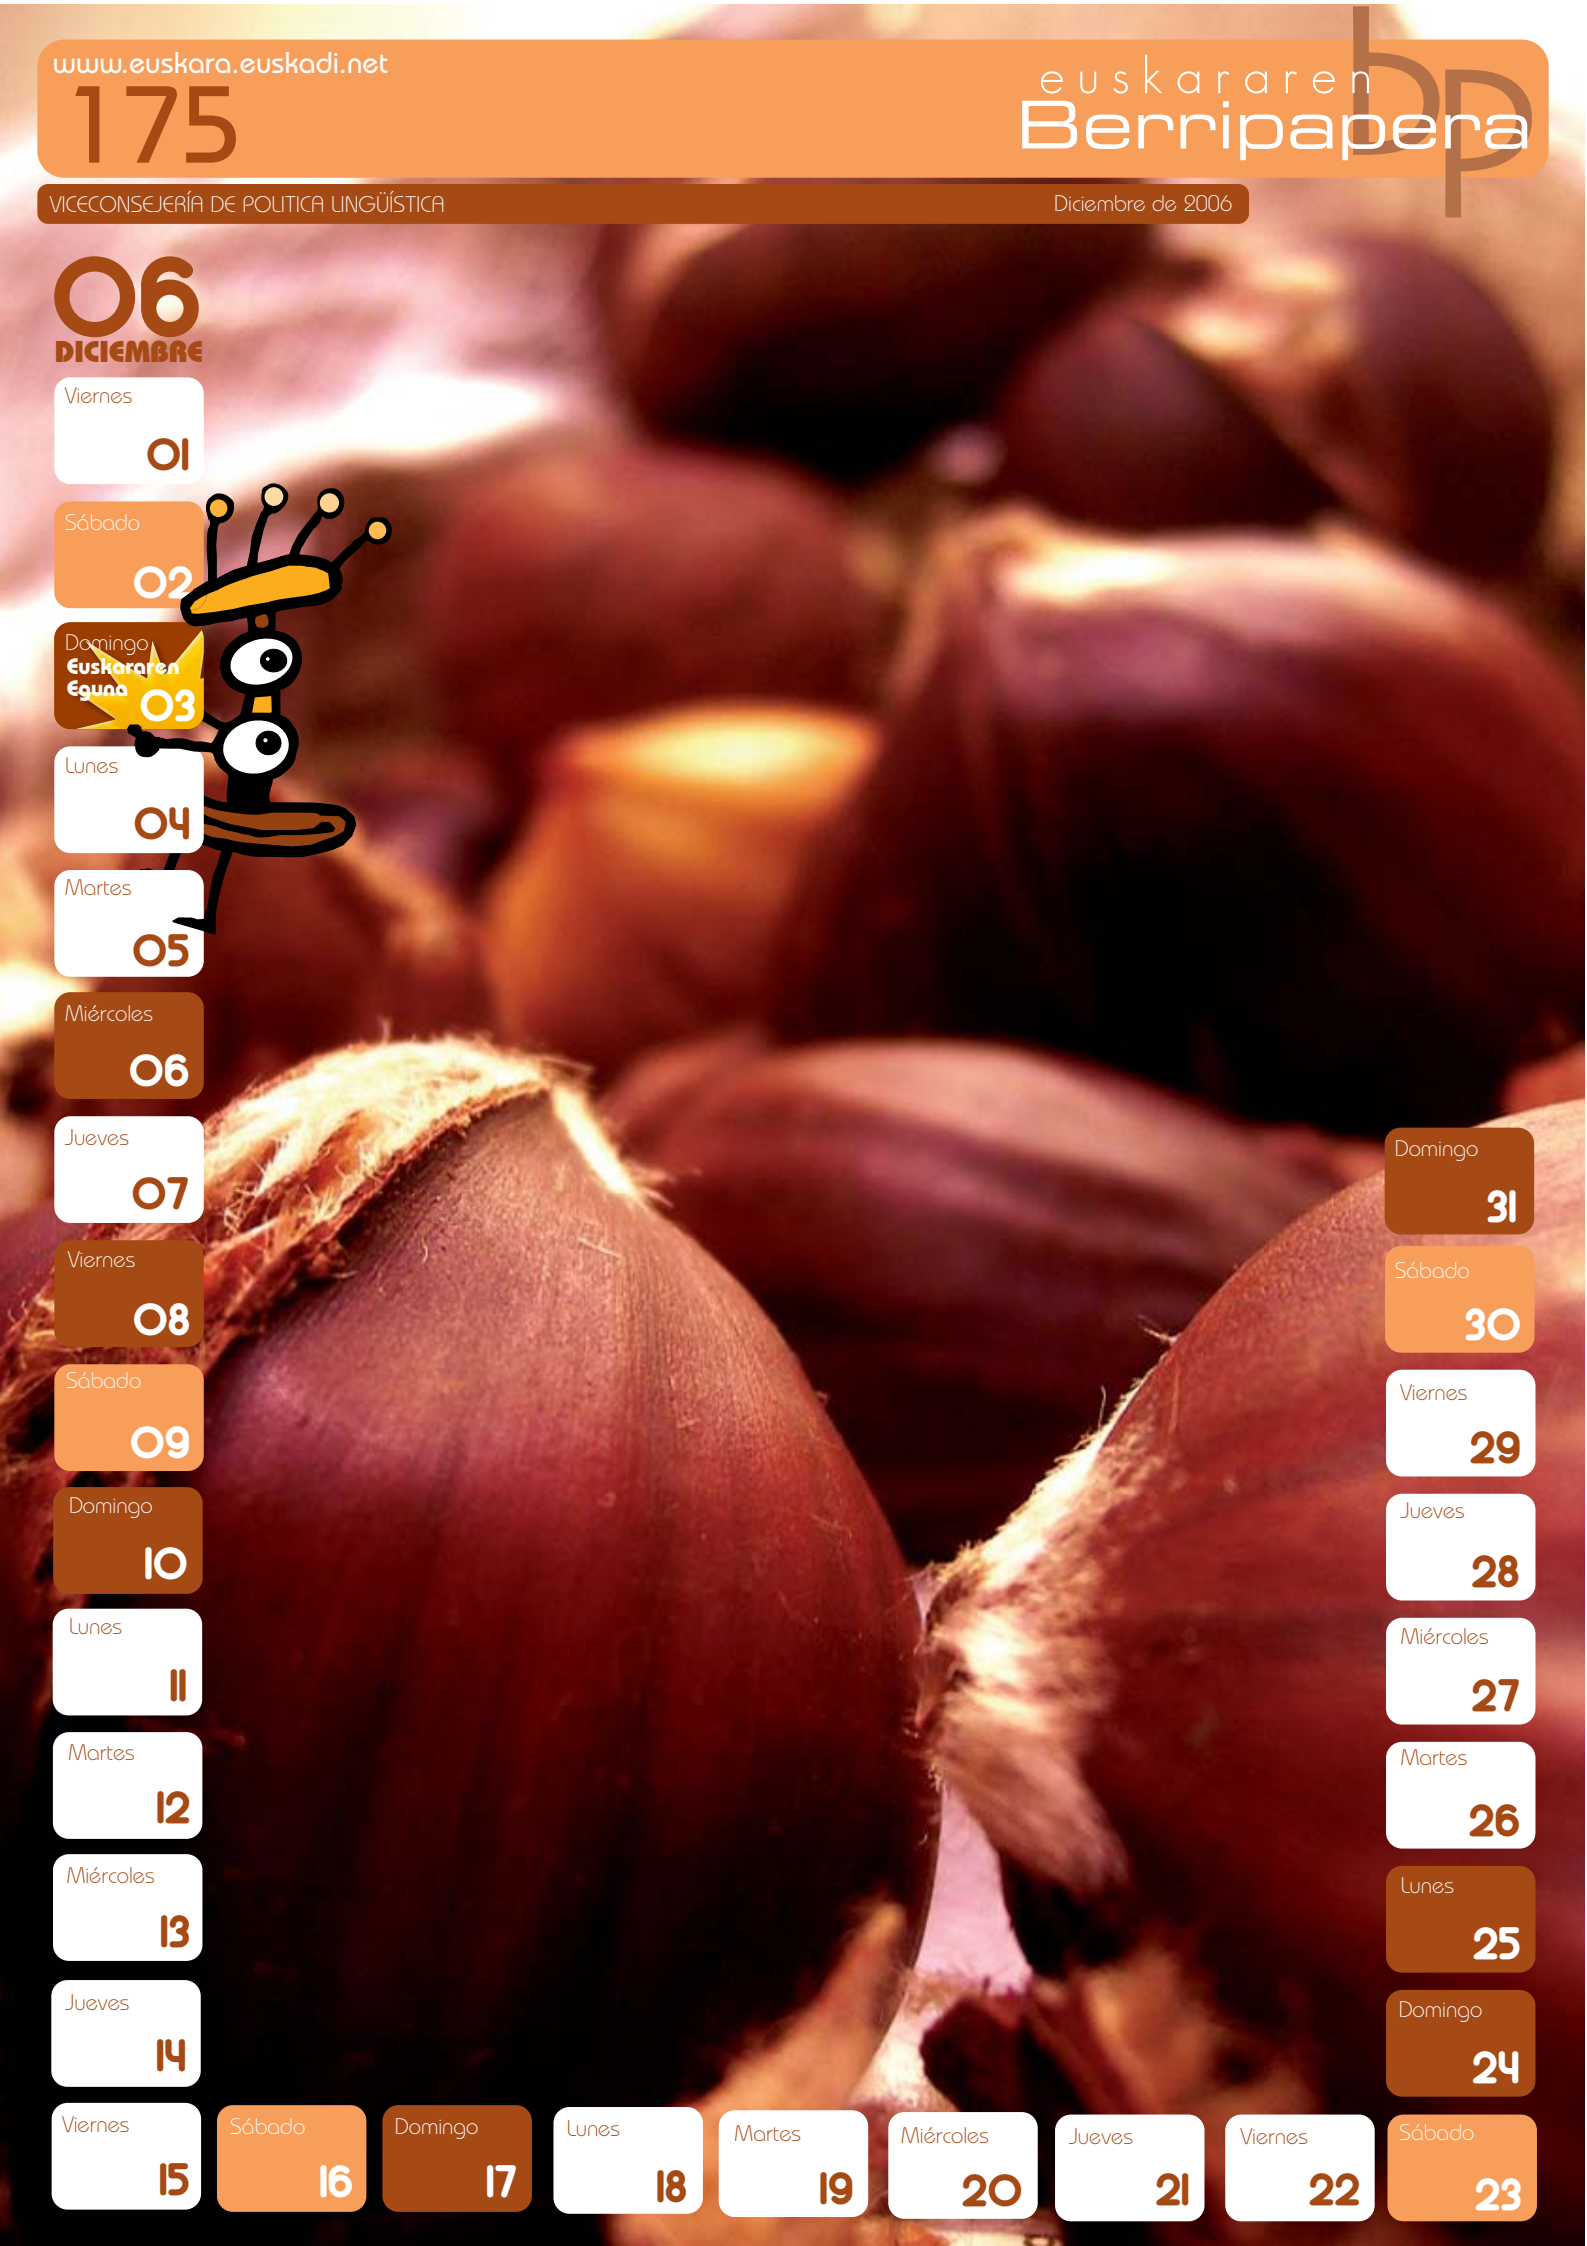 www.euskara.euskadi.net
175
euskararen
Berripapera
bp
VICECONSEJERÍA DE POLITICA LINGÜÍSTICA
Diciembre de 2006
06
DICIEMBRE
Viernes
01
Sábado
02
Domingo
Euskararen
Eguna
03
Lunes
04
Martes
05
Miércoles
06
Jueves
07
Viernes
08
Sábado
09
Domingo
10
Lunes
11
Martes
12
Miércoles
13
Jueves
14
Viernes
15
Sábado
16
Domingo
17
Lunes
18
Martes
19
Miércoles
20
Jueves
21
Viernes
22
Sábado
23
Domingo
24
Lunes
25
Martes
26
Miércoles
27
Jueves
28
Viernes
29
Sábado
30
Domingo
31